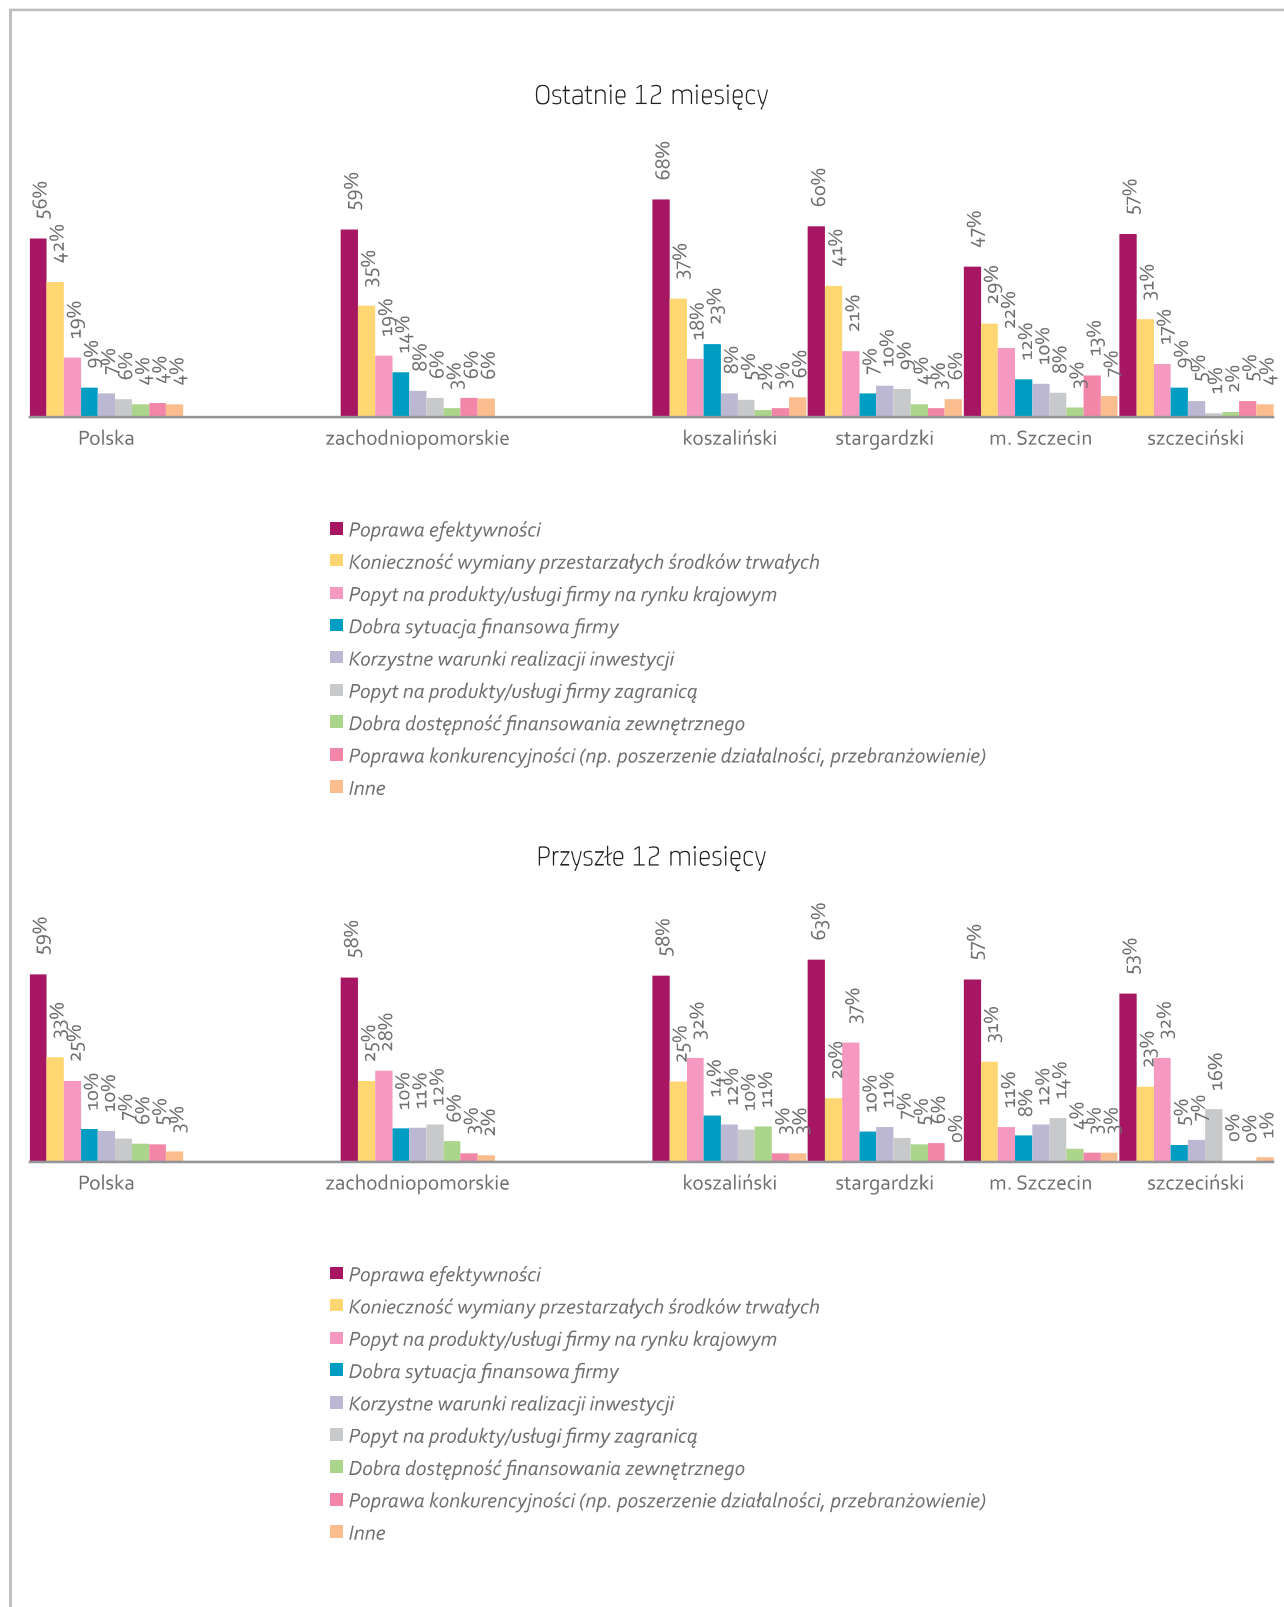 Ostatnie 12 miesięcy
56% 42% 19% 9% 7% 6% 4% 4% 4%
59% 35% 19% 14% 8% 6% 3% 6% 6%
68% 37% 18% 23% 8% 5% 2% 3% 6%
60% 41% 21% 7% 10% 9% 4% 3% 6%
47% 29% 22% 12% 10% 8% 3% 13% 7%
57% 31% 17% 9% 5% 1% 2% 5% 4%
Polska zachodniopomorskie koszaliński stargardzki m. Szczecin szczeciński
Poprawa efektywności
Konieczność wymiany przestarzałych środków trwałych
Popyt na produkty/usługi firmy na rynku krajowym
Dobra sytuacja finansowa firmy
Korzystne warunki realizacji inwestycji
Popyt na produkty/usługi firmy zagranicą
Dobra dostępność finansowania zewnętrznego
Poprawa konkurencyjności (np. poszerzenie działalności, przebranżowienie)
Inne
Przyszłe 12 miesięcy
59% 33% 25% 10% 10% 7% 6% 5% 3%
58% 25% 28% 10% 11% 12% 6% 3% 2%
58% 25% 32% 14% 12% 10% 11% 3% 3%
63% 20% 37% 10% 11% 7% 5% 6% 0%
57% 31% 11% 8% 12% 14% 4% 3% 3%
53% 23% 32% 5% 7% 16% 0% 0% 1%
Polska zachodniopomorskie koszaliński stargardzki m. Szczecin szczeciński
Poprawa efektywności
Konieczność wymiany przestarzałych środków trwałych
Popyt na produkty/usługi firmy na rynku krajowym
Dobra sytuacja finansowa firmy
Korzystne warunki realizacji inwestycji
Popyt na produkty/usługi firmy zagranicą
Dobra dostępność finansowania zewnętrznego
Poprawa konkurencyjności (np. poszerzenie działalności, przebranżowienie)
Inne